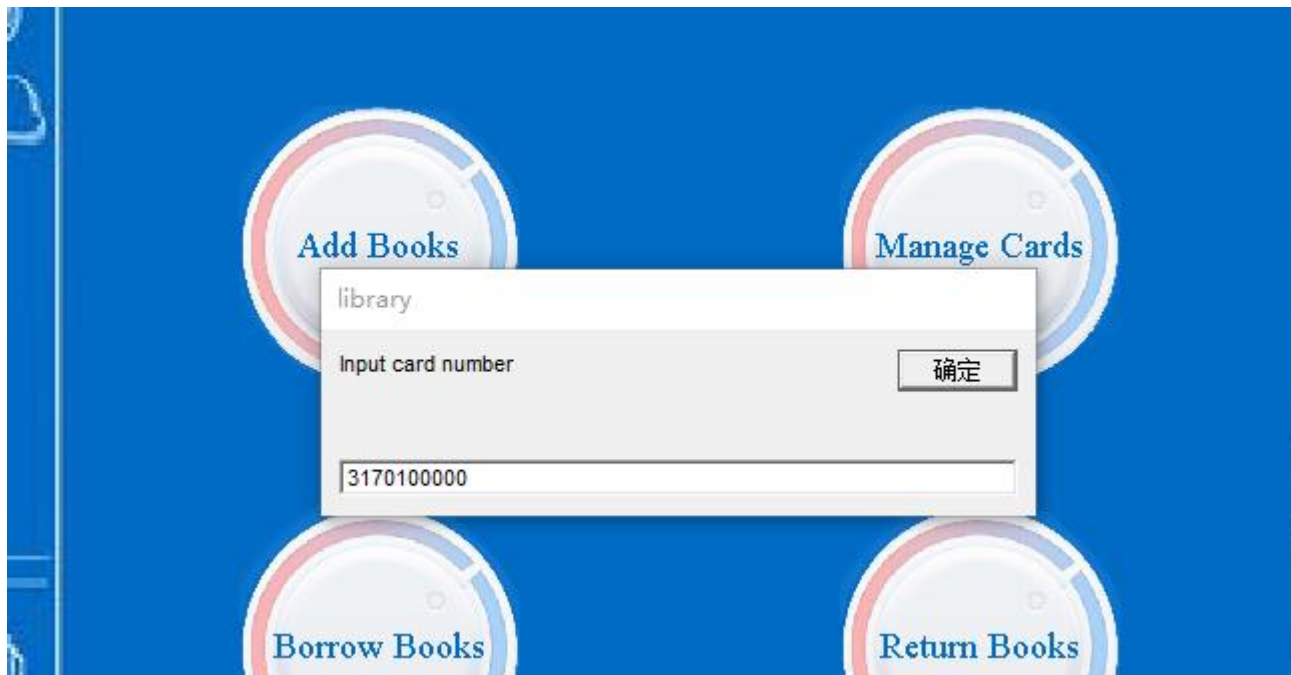 Add Books
Manage Cards
library
Input card number
确定
3170100000
Borrow Books
Return Books